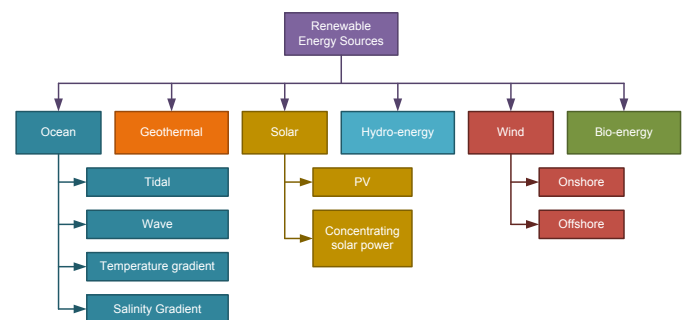 Renewable
Energy Sources
Ocean
Geothermal
Solar
Hydro-energy
Wind
Bio-energy
Tidal
PV
Onshore
Wave
Concentrating
solar power
Offshore
Temperature gradient
Salinity Gradient